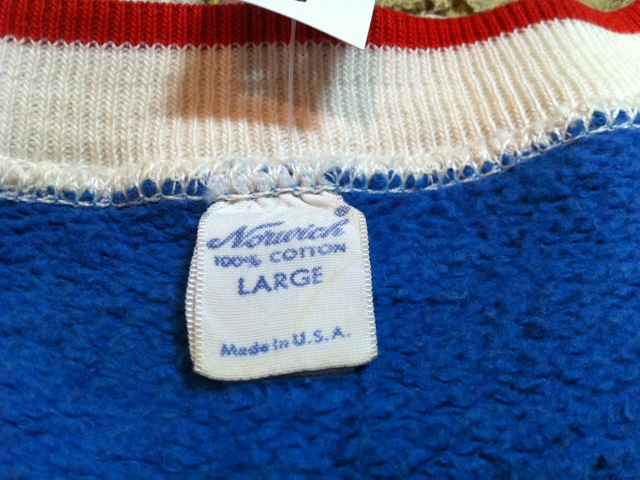 Norwich
100% COTTON
LARGE
Made in U.S.A.